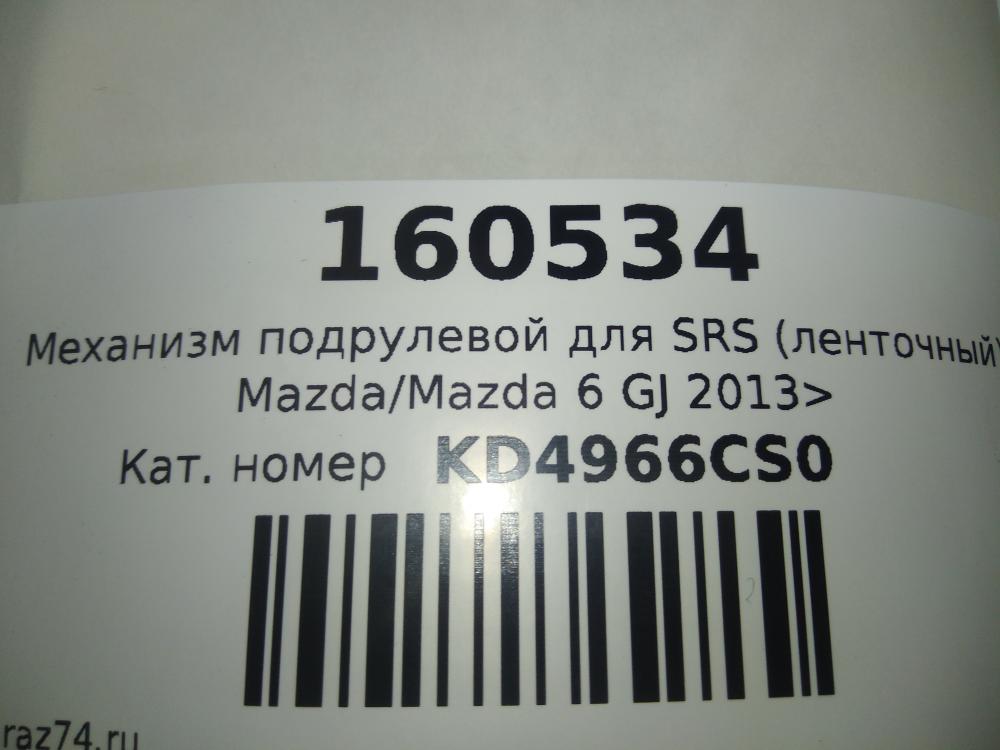 160534
Механизм подрулевой для SRS (ленточный)
Mazda/Mazda 6 GJ 2013>
Кат. номер KD4966CS0
raz74.ru